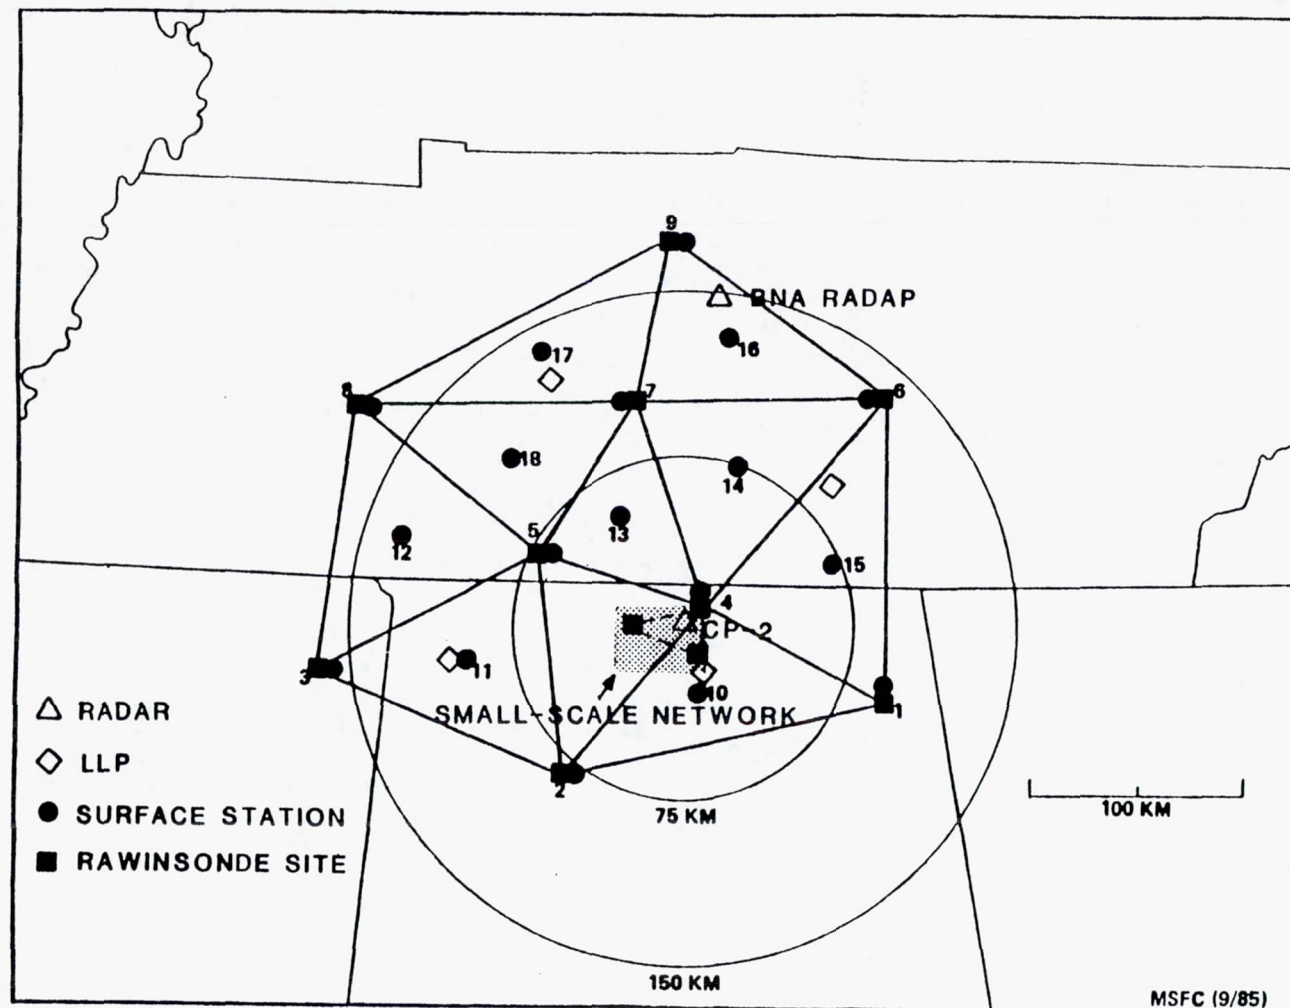 9
BNA RADAP
17
16
8
7
6
18
14
5
13
12
15
4
CP-2
3
11
10
1
SMALL-SCALE NETWORK
2
75 KM
100 KM
150 KM
RADAR
LLP
SURFACE STATION
RAWINSONDE SITE
MSFC (9/85)